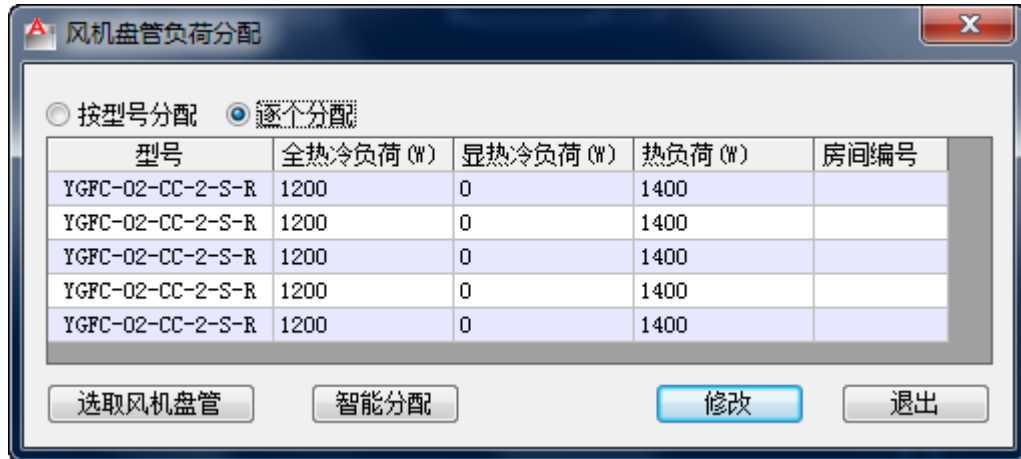 风机盘管负荷分配
按型号分配 逐个分配
型号 全热冷负荷(W) 显热冷负荷(W) 热负荷(W) 房间编号
YGFC-02-CC-2-S-R 1200 0 1400
YGFC-02-CC-2-S-R 1200 0 1400
YGFC-02-CC-2-S-R 1200 0 1400
YGFC-02-CC-2-S-R 1200 0 1400
YGFC-02-CC-2-S-R 1200 0 1400
选取风机盘管 智能分配 修改 退出